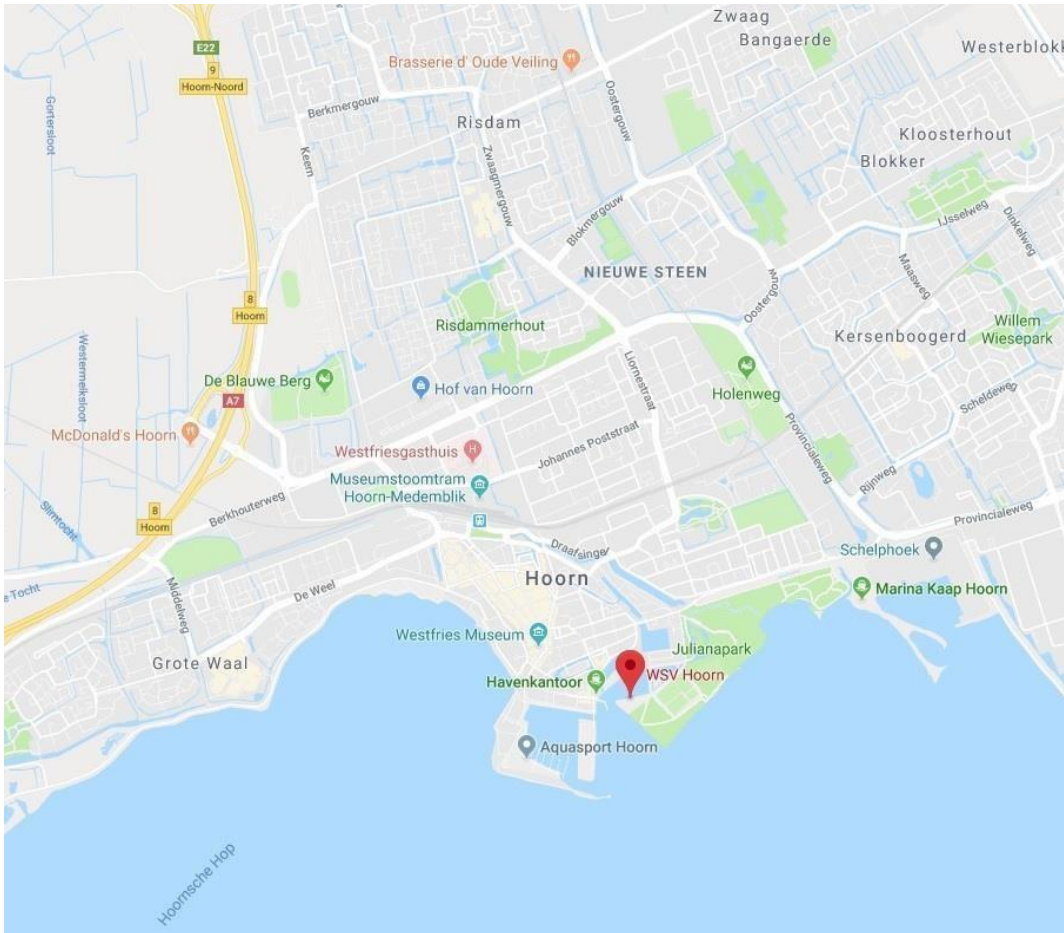 Zwaag
Bangaerde
Westerblokk
E22
9
Hoorn-Noord
Brasserie d' Oude Veiling
Gortersloot
Berkmergouw
Keern
Risdam
Zwaagmergouw
Oostergouw
Kloosterhout
Blokker
IJsselweg
Dinkelweg
Maasweg
Blokmergouw
NIEUWE STEEN
Oostergouw
8
Hoorn
Risdammerhout
Kersenboogerd
Willem
Wiesepark
Westermeiksloot
De Blauwe Berg
Hof van Hoorn
Liornestraat
Holenweg
Scheldeweg
A7
McDonald's Hoorn
Westfriesgasthuis
Johannes Poststraat
Provincialeweg
Museumstoomtram
Hoorn-Medemblik
Rijnweg
Berkhouterweg
Slimtocht
8
Hoorn
Provincialeweg
Draafsingel
Schelphoek
e Tocht
Middelweg
De Weel
Hoorn
Marina Kaap Hoorn
Westfries Museum
Julianapark
Grote Waal
Havenkantoor
WSV Hoorn
Aquasport Hoorn
Hoornsche Hop